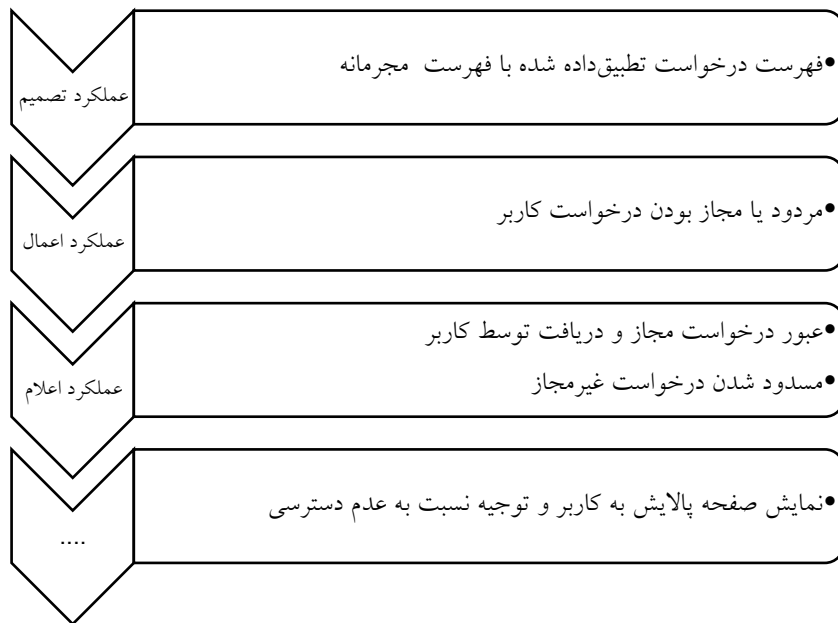 عملکرد تصمیم
•فهرست درخواست تطبیق‌داده شده با فهرست مجرمانه
عملکرد اعمال
•مردود یا مجاز بودن درخواست کاربر
عملکرد اعلام
•عبور درخواست مجاز و دریافت توسط کاربر
•مسدود شدن درخواست غیرمجاز
....
•نمایش صفحه پالایش به کاربر و توجیه نسبت به عدم دسترسی